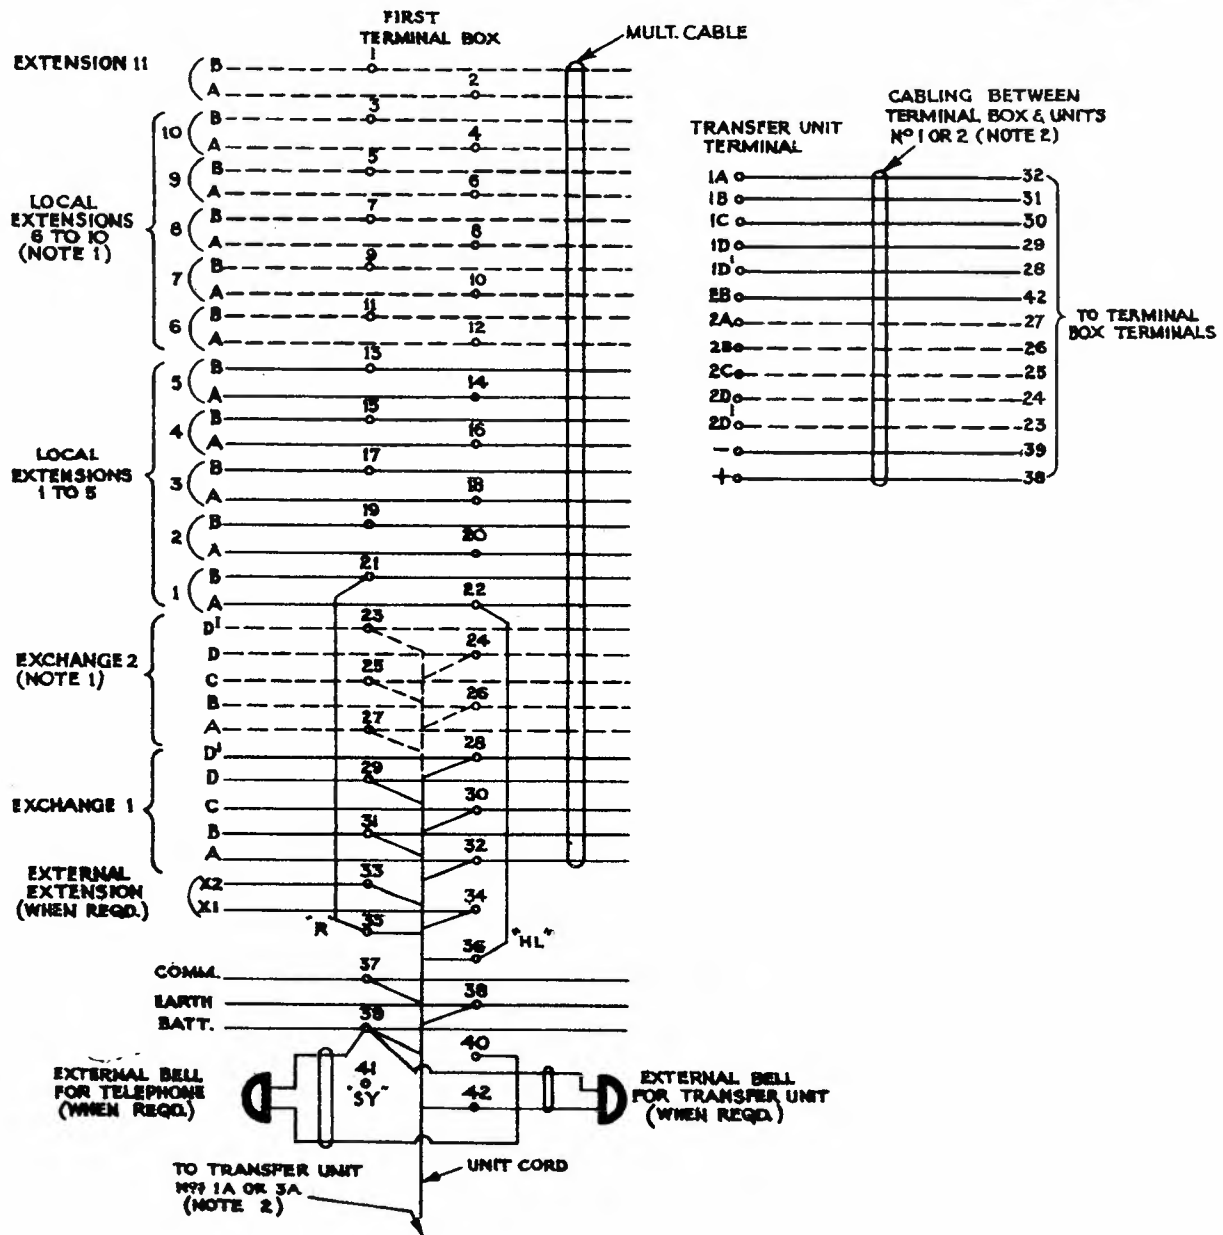 FIRST
TERMINAL BOX
MULT. CABLE
EXTENSION 11
B 1
A 2
LOCAL
EXTENSIONS
6 TO 10
(NOTE 1)
10
B 3
A 4
9
B 5
A 6
8
B 7
A 8
7
B 9
A 10
6
B 11
A 12
LOCAL
EXTENSIONS
1 TO 5
5
B 13
A 14
4
B 15
A 16
3
B 17
A 18
2
B 19
A 20
1
B 21
A 22
EXCHANGE 2
(NOTE 1)
D' 23
D 24
C 25
B 26
A 27
EXCHANGE 1
D' 28
D 29
C 30
B 31
A 32
EXTERNAL
EXTENSION
(WHEN REQD.)
X2 33
X1 34
"R" 35
36 "HL"
COMM. 37
EARTH 38
BATT. 39
40
41
"SY"
42
EXTERNAL BELL
FOR TELEPHONE
(WHEN REQD.)
EXTERNAL BELL
FOR TRANSFER UNIT
(WHEN REQD.)
UNIT CORD
TO TRANSFER UNIT
Nos 1A OR 3A
(NOTE 2)
CABLING BETWEEN
TERMINAL BOX & UNITS
No 1 OR 2 (NOTE 2)
TRANSFER UNIT
TERMINAL
1A 32
1B 31
1C 30
1D 29
1D' 28
2B 42
2A 27
2B 26
2C 25
2D 24
2D' 23
- 39
+ 38
TO TERMINAL
BOX TERMINALS